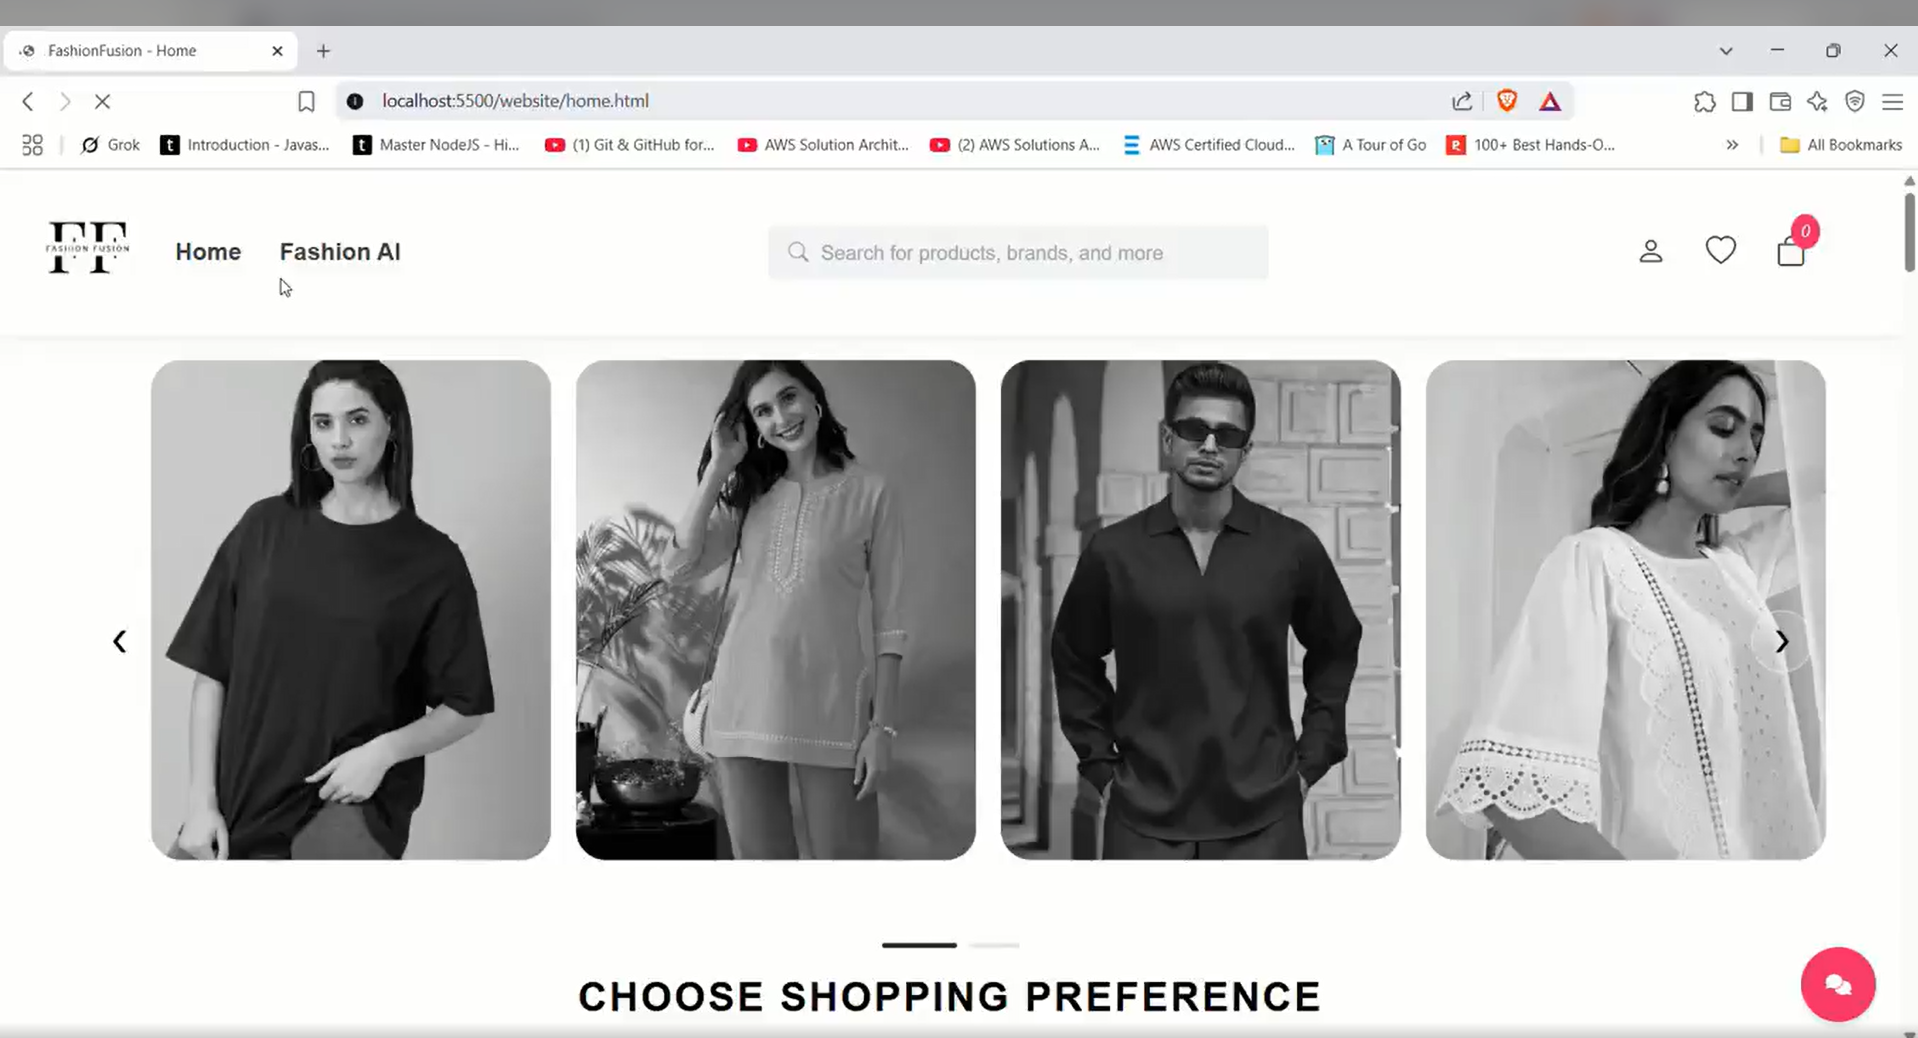 FashionFusion - Home
localhost:5500/website/home.html
Grok
Introduction - Javas...
Master NodeJS - Hi...
(1) Git & GitHub for...
AWS Solution Archit...
(2) AWS Solutions A...
AWS Certified Cloud...
A Tour of Go
100+ Best Hands-O...
All Bookmarks
FF
FASHION FUSION
Home
Fashion AI
Search for products, brands, and more
0
CHOOSE SHOPPING PREFERENCE